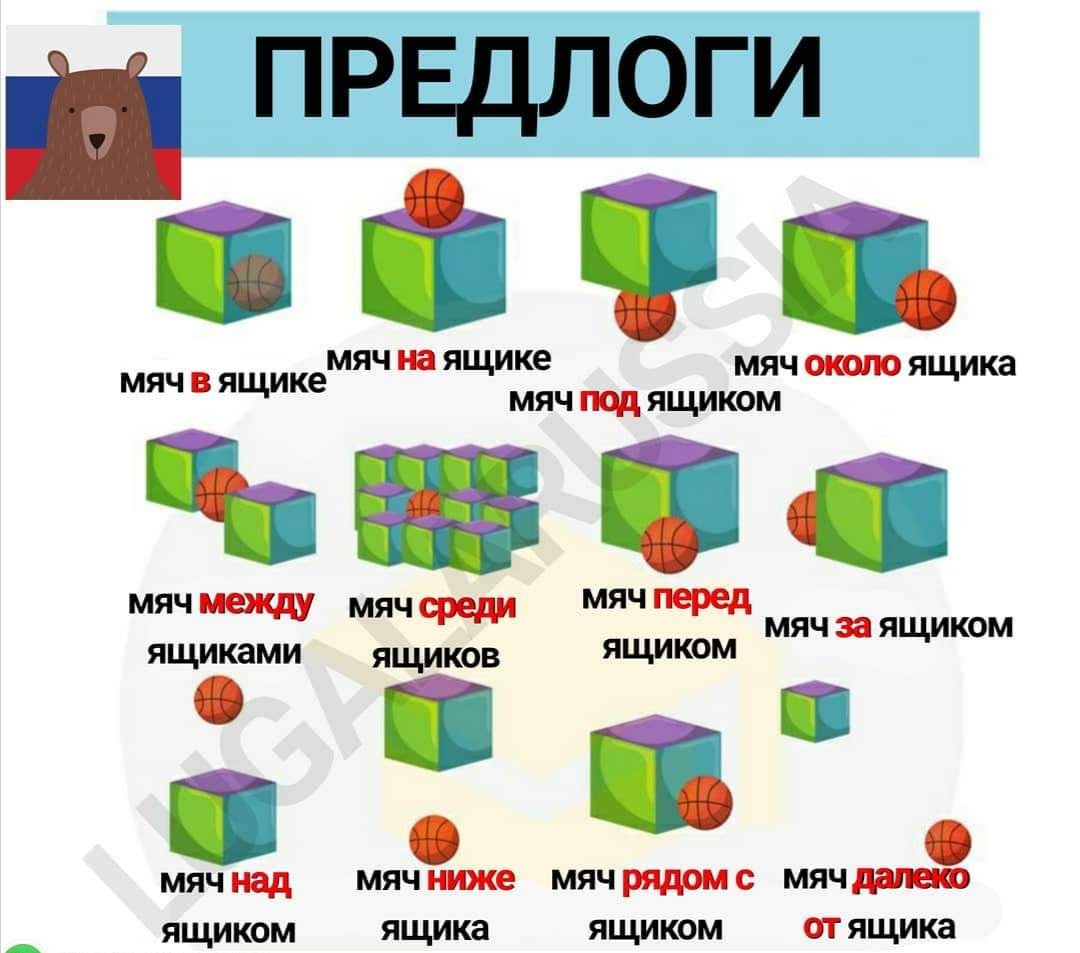 ПРЕДЛОГИ
мяч в ящике
мяч на ящике
мяч под ящиком
мяч около ящика
мяч между
ящиками
мяч среди
ящиков
мяч перед
ящиком
мяч за ящиком
мяч над
ящиком
мяч ниже
ящика
мяч рядом с
ящиком
мяч далеко
от ящика
LIIGALARUSSIA